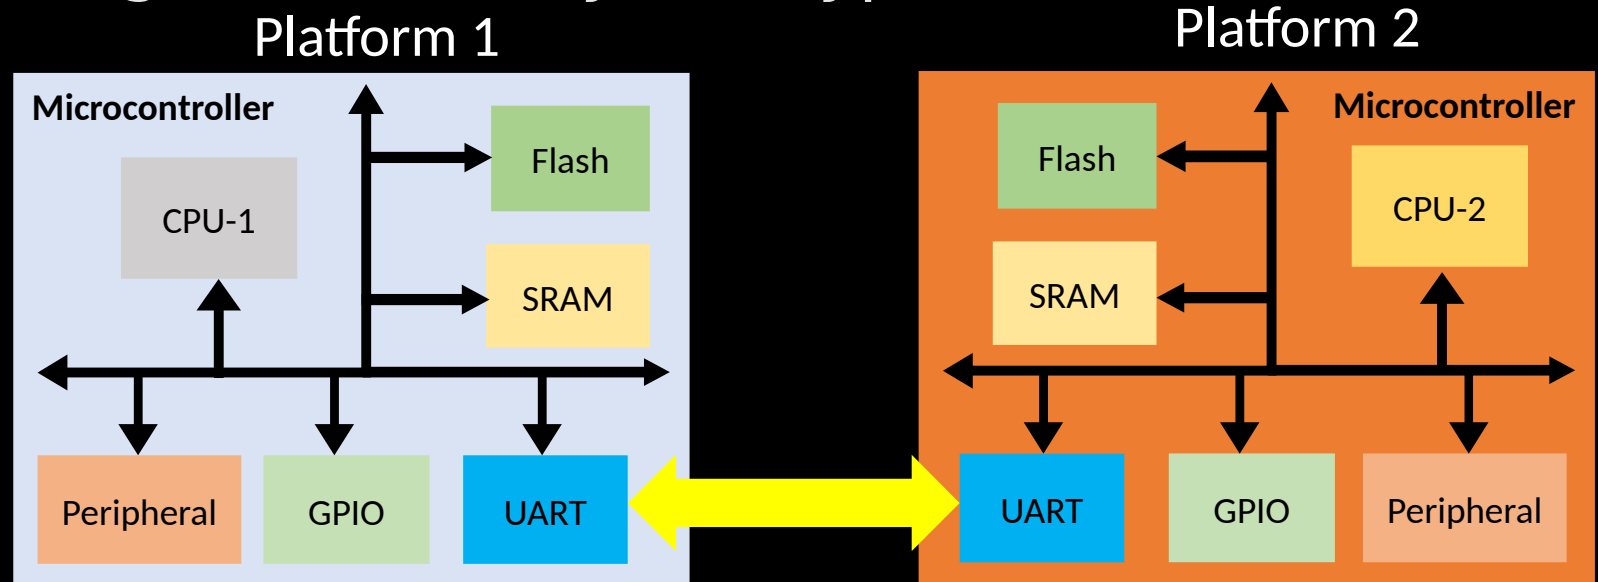 Platform 1
Microcontroller
Flash
CPU-1
SRAM
Peripheral
GPIO
UART
Platform 2
Microcontroller
Flash
CPU-2
SRAM
UART
GPIO
Peripheral